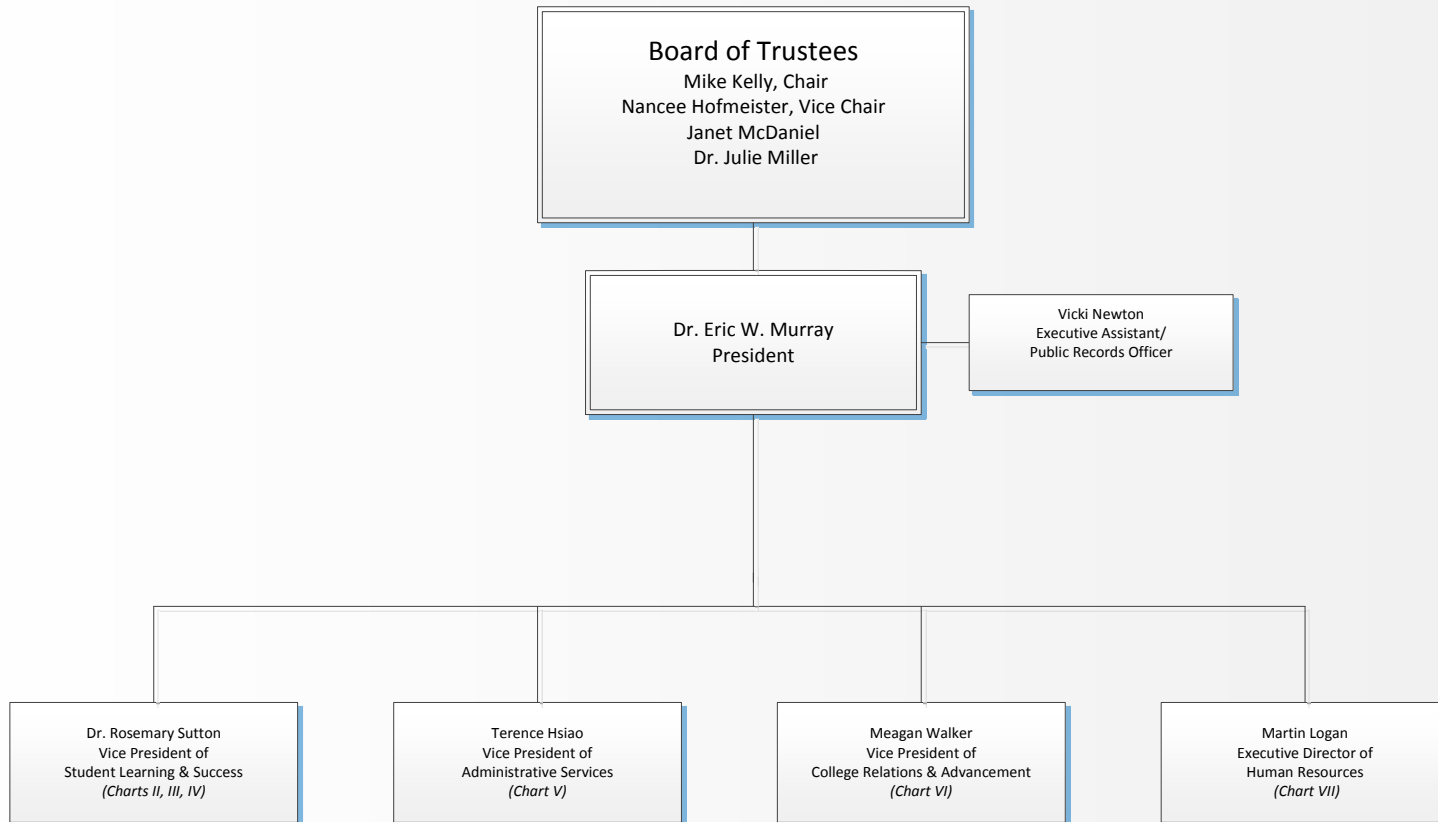 Board of Trustees
Mike Kelly, Chair
Nancee Hofmeister, Vice Chair
Janet McDaniel
Dr. Julie Miller
Dr. Eric W. Murray
President
Vicki Newton
Executive Assistant/
Public Records Officer
Dr. Rosemary Sutton
Vice President of
Student Learning & Success
(Charts II, III, IV)
Terence Hsiao
Vice President of
Administrative Services
(Chart V)
Meagan Walker
Vice President of
College Relations & Advancement
(Chart VI)
Martin Logan
Executive Director of
Human Resources
(Chart VII)